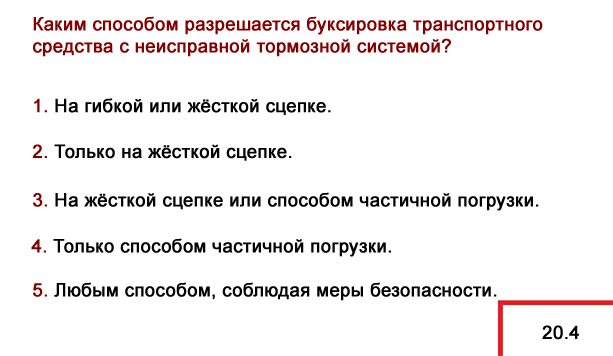 Каким способом разрешается буксировка транспортного
средства с неисправной тормозной системой?
1. На гибкой или жёсткой сцепке.
2. Только на жёсткой сцепке.
3. На жёсткой сцепке или способом частичной погрузки.
4. Только способом частичной погрузки.
5. Любым способом, соблюдая меры безопасности.
20.4